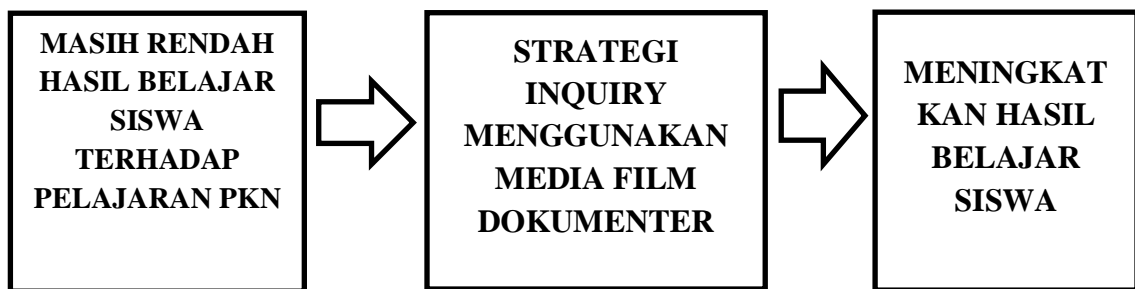 MASIH RENDAH
HASIL BELAJAR
SISWA
TERHADAP
PELAJARAN PKN
STRATEGI
INQUIRY
MENGGUNAKAN
MEDIA FILM
DOKUMENTER
MENINGKAT
KAN HASIL
BELAJAR
SISWA